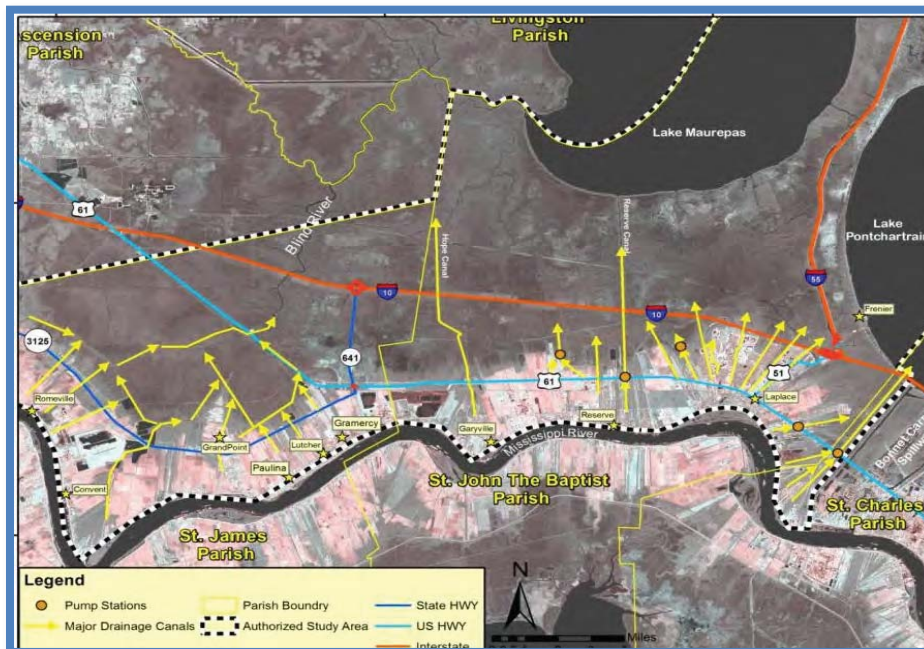 Ascension
Parish
Livingston
Parish
Lake Maurepas
61
Blind River
Hope Canal
Reserve Canal
Lake
Pontchartrain
10
55
10
Frenier
3125
641
61
51
Romeville
Laplace
GrandPoint
Lutcher
Gramercy
Garyville
Reserve
Paulina
Mississippi River
Convent
St. John The Baptist
Parish
St. Charles
Parish
St. James
Parish
Legend
Pump Stations
Major Drainage Canals
Parish Boundary
Authorized Study Area
State HWY
US HWY
Interstate
N
Miles